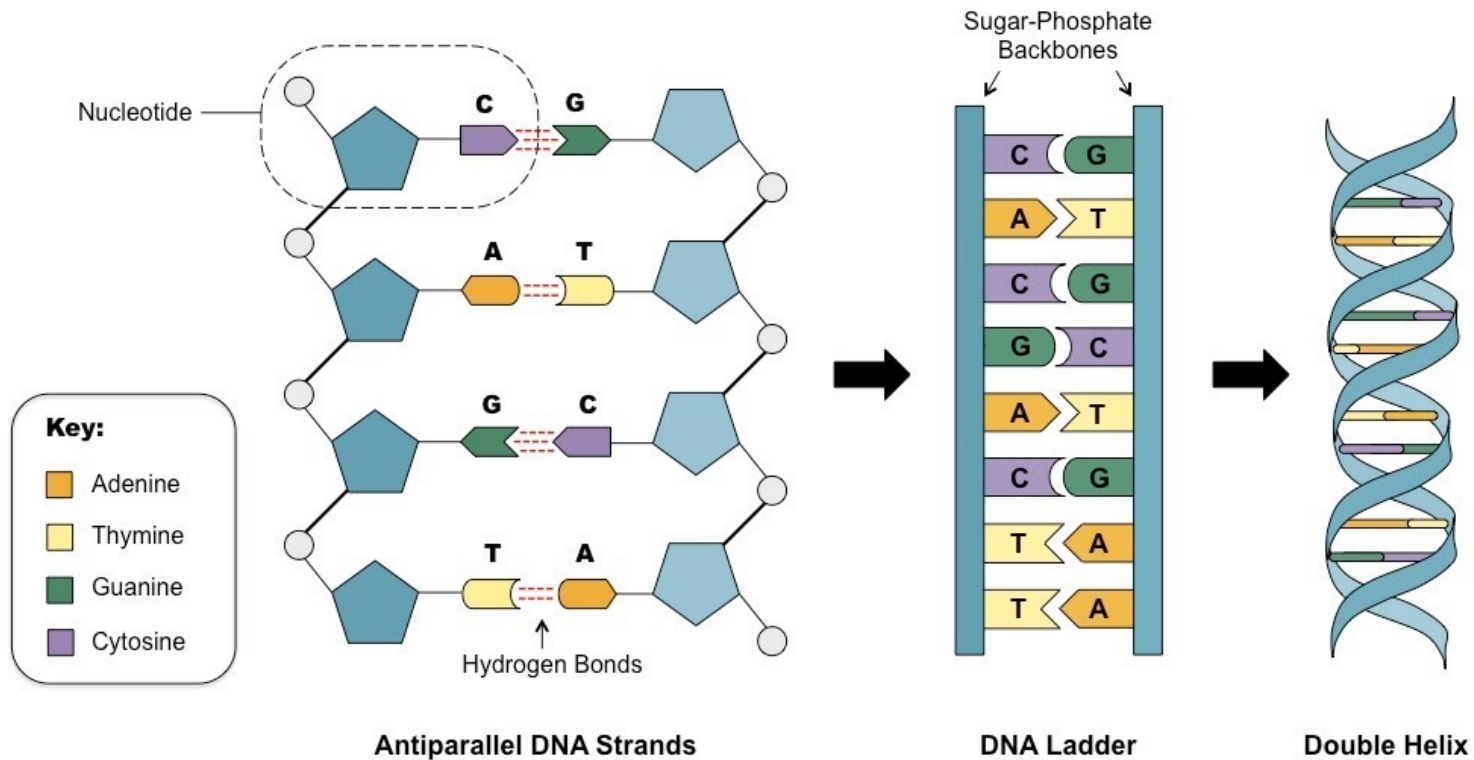 Sugar-Phosphate
Backbones
Nucleotide
C G
A T
G C
T A
Hydrogen Bonds
Key:
Adenine
Thymine
Guanine
Cytosine
C G
A T
C G
G C
A T
C G
T A
T A
Antiparallel DNA Strands
DNA Ladder
Double Helix